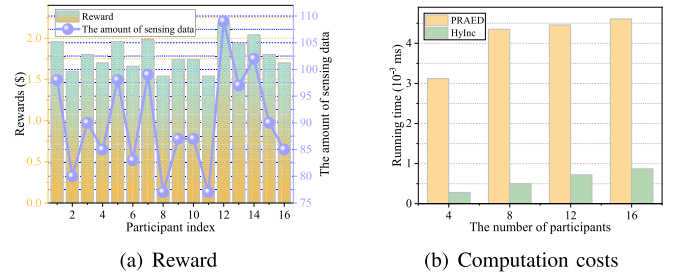 Reward
The amount of sensing data
Rewards ($)
2.0
1.5
1.0
0.5
0.0
110
105
100
95
90
85
80
75
The amount of sensing data
2 4 6 8 10 12 14 16
Participant index
(a) Reward
PRAED
HyInc
Running time (10⁻³ ms)
5
4
3
2
1
0
4 8 12 16
The number of participants
(b) Computation costs